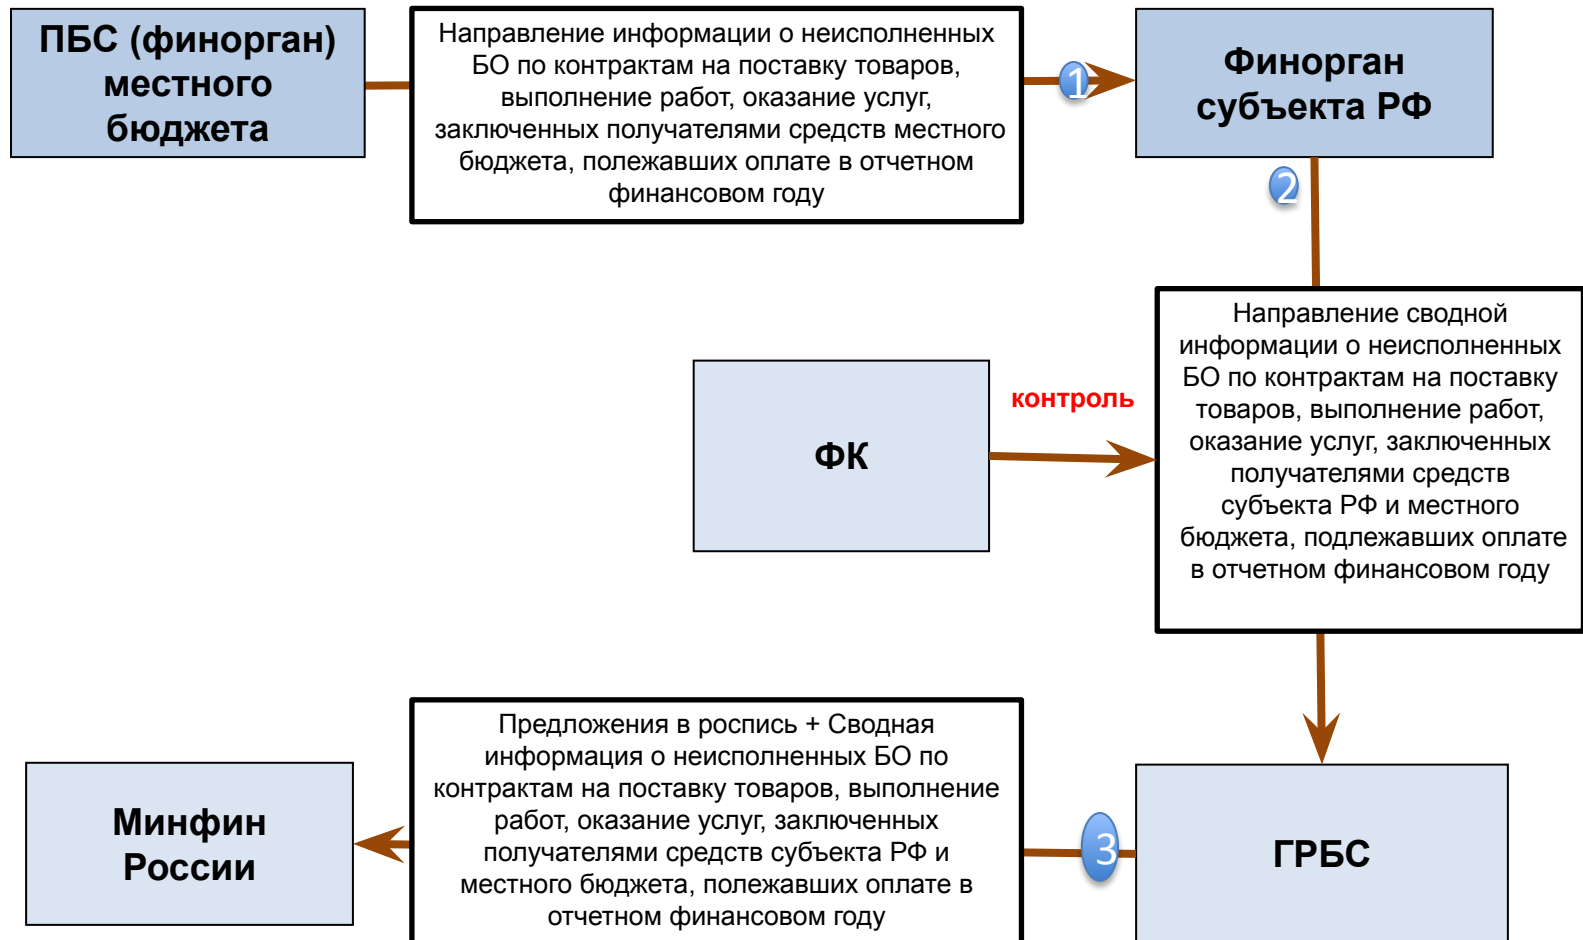 ПБС (финорган)
местного
бюджета
Направление информации о неисполненных
БО по контрактам на поставку товаров,
выполнение работ, оказание услуг,
заключенных получателями средств местного
бюджета, полежавших оплате в отчетном
финансовом году
1
Финорган
субъекта РФ
2
Направление сводной
информации о неисполненных
БО по контрактам на поставку
товаров, выполнение работ,
оказание услуг, заключенных
получателями средств
субъекта РФ и местного
бюджета, подлежавших оплате
в отчетном финансовом году
ФК
контроль
Минфин
России
Предложения в роспись + Сводная
информация о неисполненных БО по
контрактам на поставку товаров, выполнение
работ, оказание услуг, заключенных
получателями средств субъекта РФ и
местного бюджета, полежавших оплате в
отчетном финансовом году
3
ГРБС